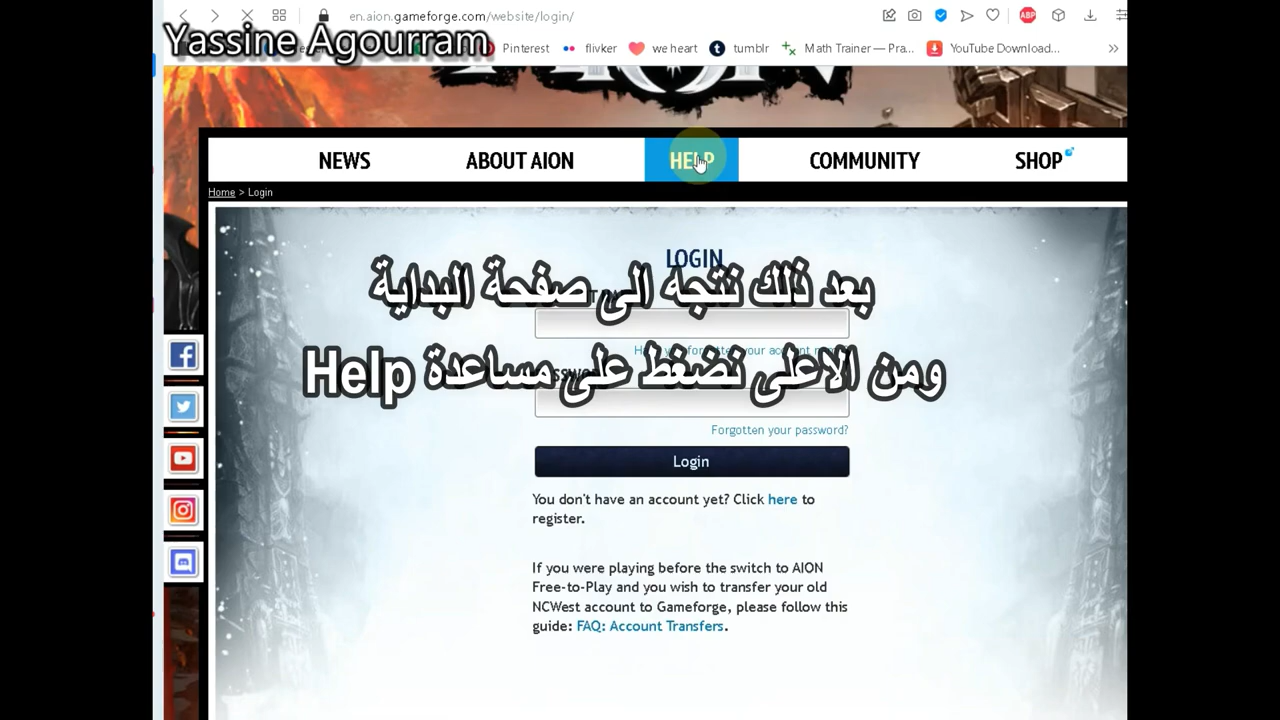 en.aion.gameforge.com/website/login/
Yassine Agourram
Pinterest
flivker
we heart
tumblr
Math Trainer — Pra...
YouTube Download...
ABP
NEWS
ABOUT AION
HELP
COMMUNITY
SHOP
Home > Login
LOGIN
بعد ذلك نتجه الى صفحة البداية
ومن الاعلى نضغط على مساعدة Help
Forgotten your password?
Login
You don't have an account yet? Click here to
register.
If you were playing before the switch to AION
Free-to-Play and you wish to transfer your old
NCWest account to Gameforge, please follow this
guide: FAQ: Account Transfers.